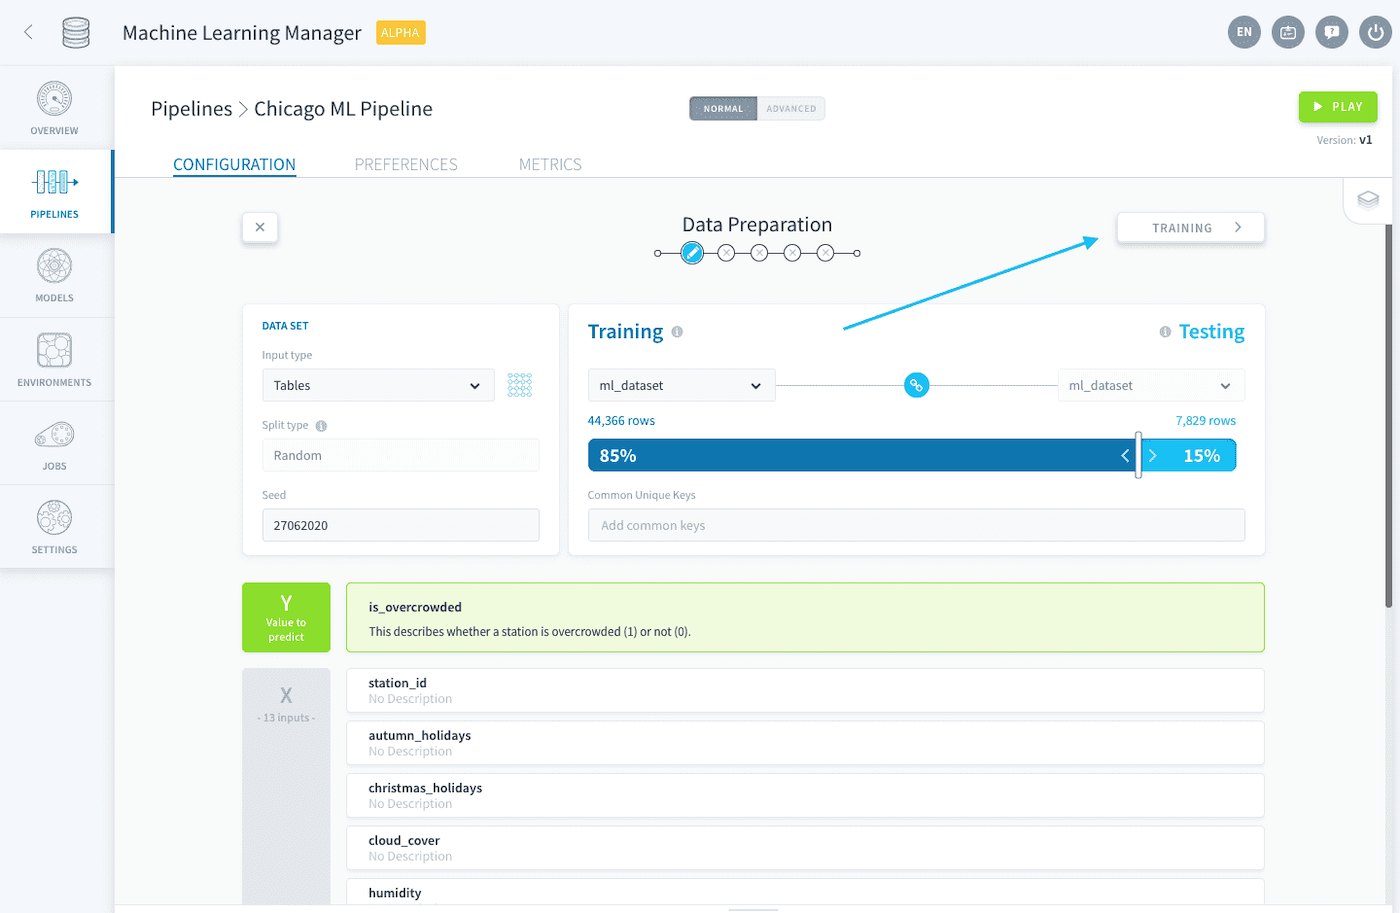 Machine Learning Manager ALPHA
EN
OVERVIEW
PIPELINES
MODELS
ENVIRONMENTS
JOBS
SETTINGS
Pipelines > Chicago ML Pipeline
NORMAL ADVANCED
PLAY
Version: v1
CONFIGURATION PREFERENCES METRICS
Data Preparation
TRAINING
DATA SET
Input type
Tables
Split type
Random
Seed
27062020
Training Testing
ml_dataset ml_dataset
44,366 rows 7,829 rows
85% 15%
Common Unique Keys
Add common keys
Y
Value to
predict
is_overcrowded
This describes whether a station is overcrowded (1) or not (0).
X
- 13 inputs -
station_id
No Description
autumn_holidays
No Description
christmas_holidays
No Description
cloud_cover
No Description
humidity